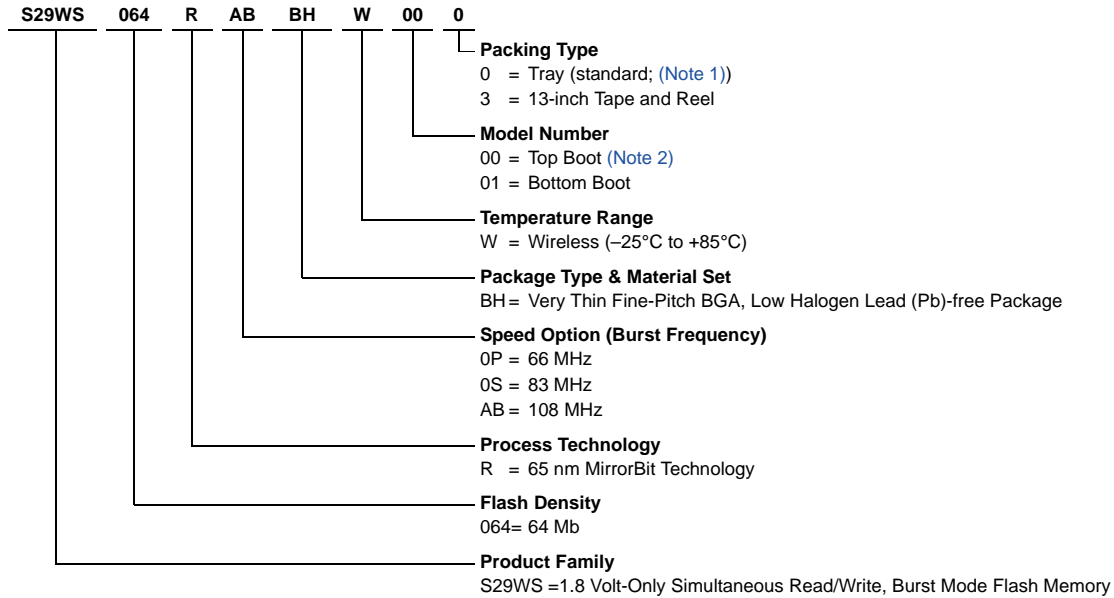 S29WS 064 R AB BH W 00 0
Packing Type
0 = Tray (standard; (Note 1))
3 = 13-inch Tape and Reel
Model Number
00 = Top Boot (Note 2)
01 = Bottom Boot
Temperature Range
W = Wireless (–25°C to +85°C)
Package Type & Material Set
BH = Very Thin Fine-Pitch BGA, Low Halogen Lead (Pb)-free Package
Speed Option (Burst Frequency)
0P = 66 MHz
0S = 83 MHz
AB = 108 MHz
Process Technology
R = 65 nm MirrorBit Technology
Flash Density
064= 64 Mb
Product Family
S29WS =1.8 Volt-Only Simultaneous Read/Write, Burst Mode Flash Memory